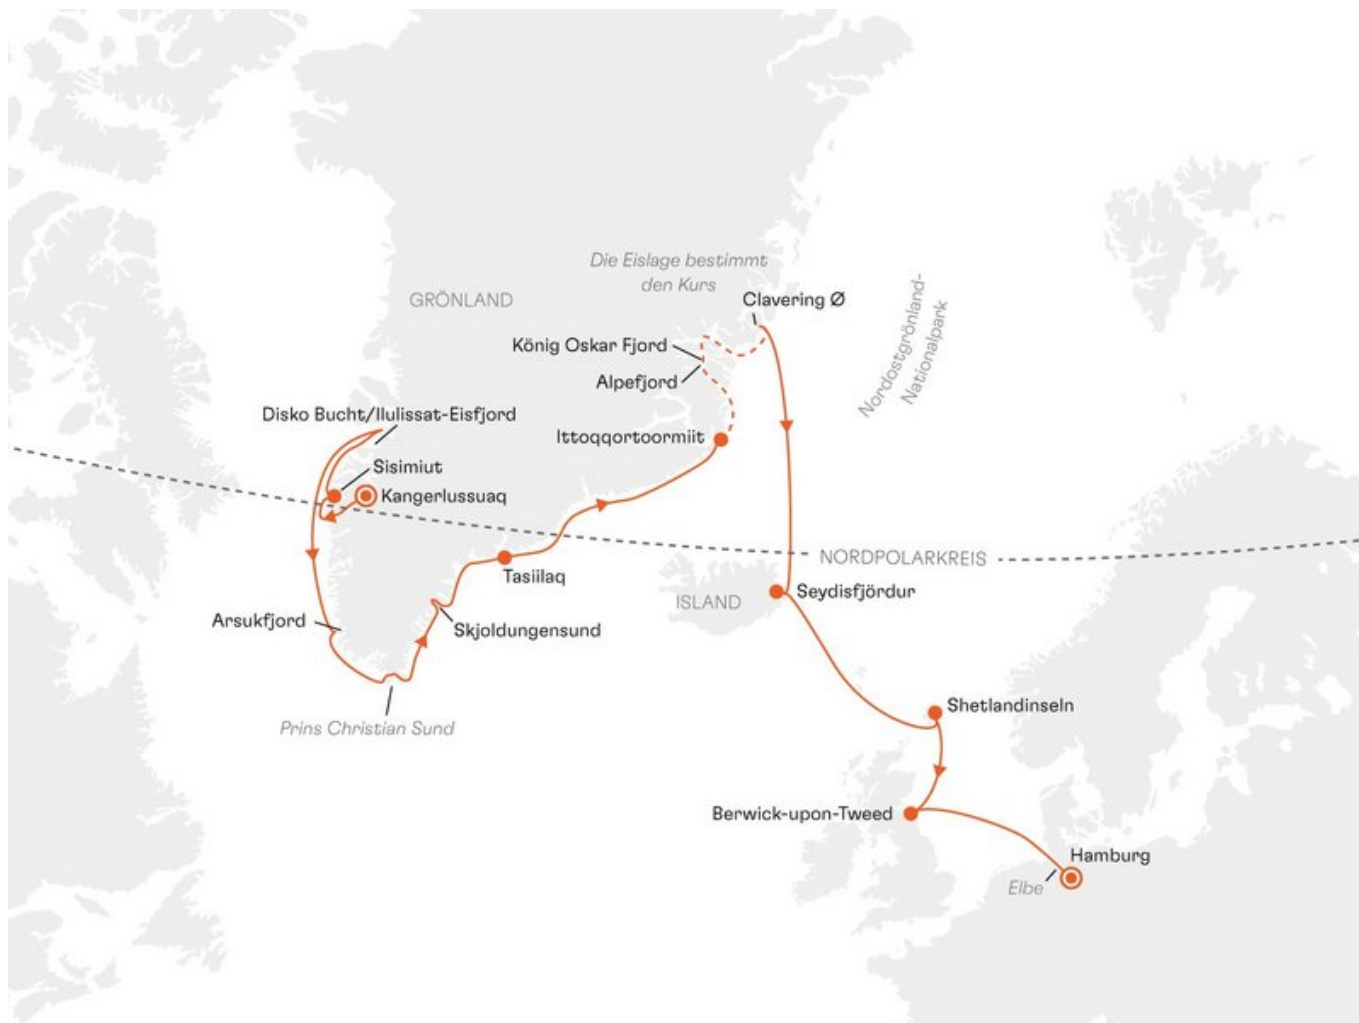 Die Eislage bestimmt
den Kurs
GRÖNLAND
Clavering Ø
Nordostgrönland-
Nationalpark
König Oskar Fjord
Alpefjord
Disko Bucht/Ilulissat-Eisfjord
Ittoqqortoormiit
Sisimiut
Kangerlussuaq
NORDPOLARKREIS
Tasiilaq
ISLAND
Seydisfjördur
Arsukfjord
Skjoldungensund
Prins Christian Sund
Shetlandinseln
Berwick-upon-Tweed
Hamburg
Elbe